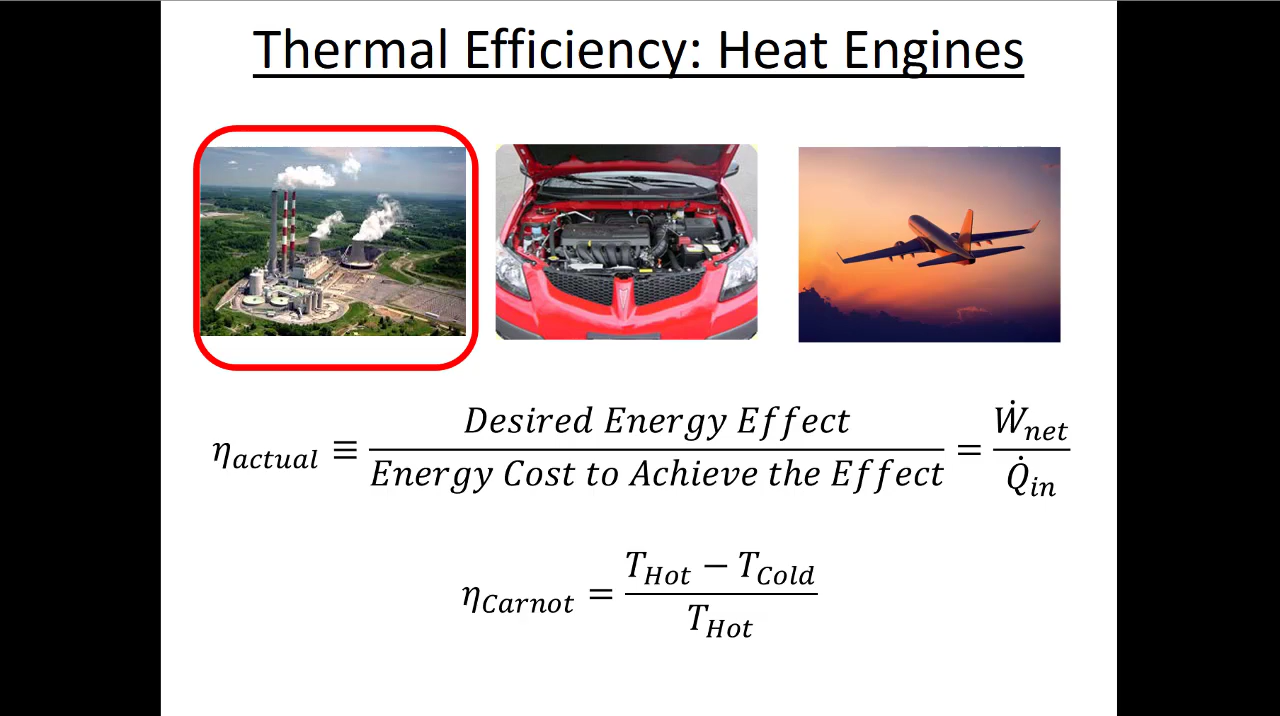 Thermal Efficiency: Heat Engines
η_actual ≡ Desired Energy Effect / Energy Cost to Achieve the Effect = Ẇ_net / Q̇_in
η_Carnot = T_Hot − T_Cold / T_Hot